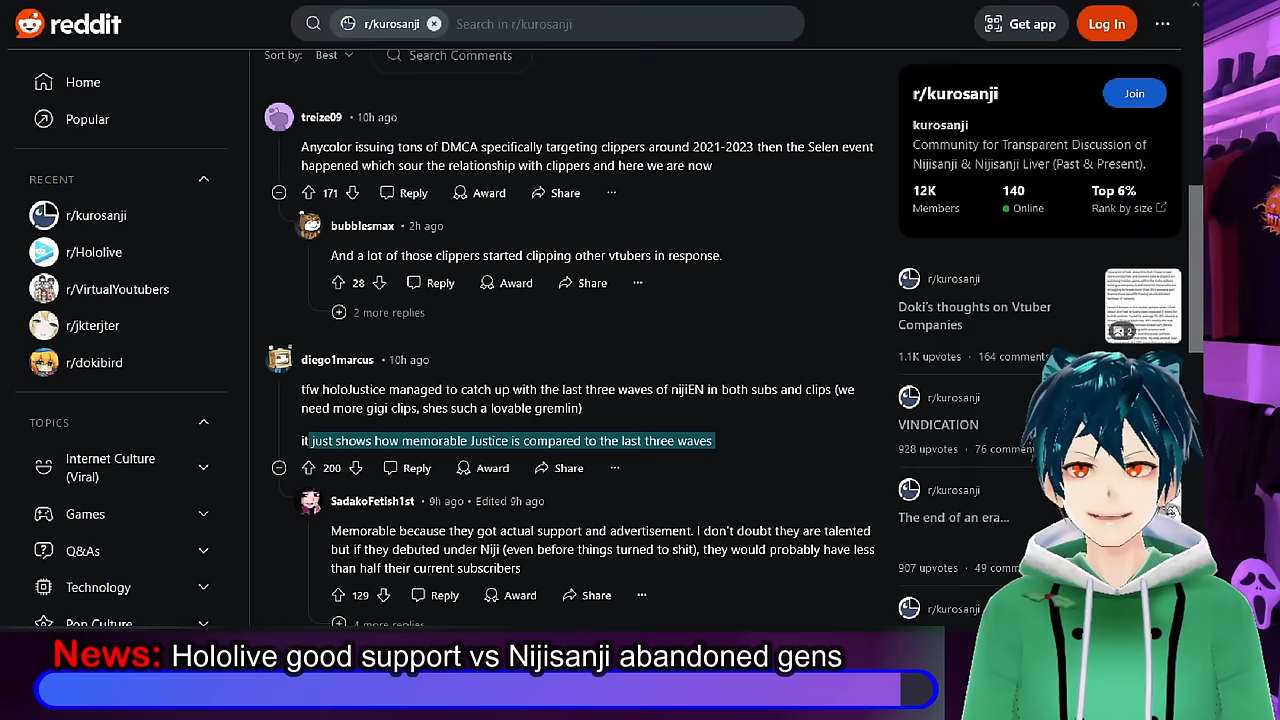 reddit
r/kurosanji
Search in r/kurosanji
Get app
Log In
Home
Popular
RECENT
r/kurosanji
r/Hololive
r/VirtualYoutubers
r/jkterjter
r/dokibird
TOPICS
Internet Culture
(Viral)
Games
Q&As
Technology
Pop Culture
Sort by: Best
Search Comments
treize09 • 10h ago
Anycolor issuing tons of DMCA specifically targeting clippers around 2021-2023 then the Selen event
happened which sour the relationship with clippers and here we are now
171 Reply Award Share ...
bubblesmax • 2h ago
And a lot of these clippers started clipping other vtubers in response.
28 Reply Award Share ...
2 more replies
diego1marcus • 10h ago
tfw holoJustice managed to catch up with the last three waves of nijiEN in both subs and clips (we
need more gigi clips, shes such a lovable gremlin)
it just shows how memorable Justice is compared to the last three waves
200 Reply Award Share ...
SadakoFetish1st • 9h ago • Edited 9h ago
Memorable because they got actual support and advertisement. I don't doubt they are talented
but if they debuted under Niji (even before things turned to shit), they would probably have less
than half their current subscribers
129 Reply Award Share ...
4 more replies
r/kurosanji
Join
kurosanji
Community for Transparent Discussion of
Nijisanji & Nijisanji Liver (Past & Present).
12K 140 Top 6%
Members Online Rank by size
r/kurosanji
Doki's thoughts on Vtuber
Companies
1.1K upvotes • 164 comments
r/kurosanji
VINDICATION
928 upvotes • 76 comment
r/kurosanji
The end of an era...
907 upvotes • 49 comm
r/kurosanji
News: Hololive good support vs Nijisanji abandoned gens